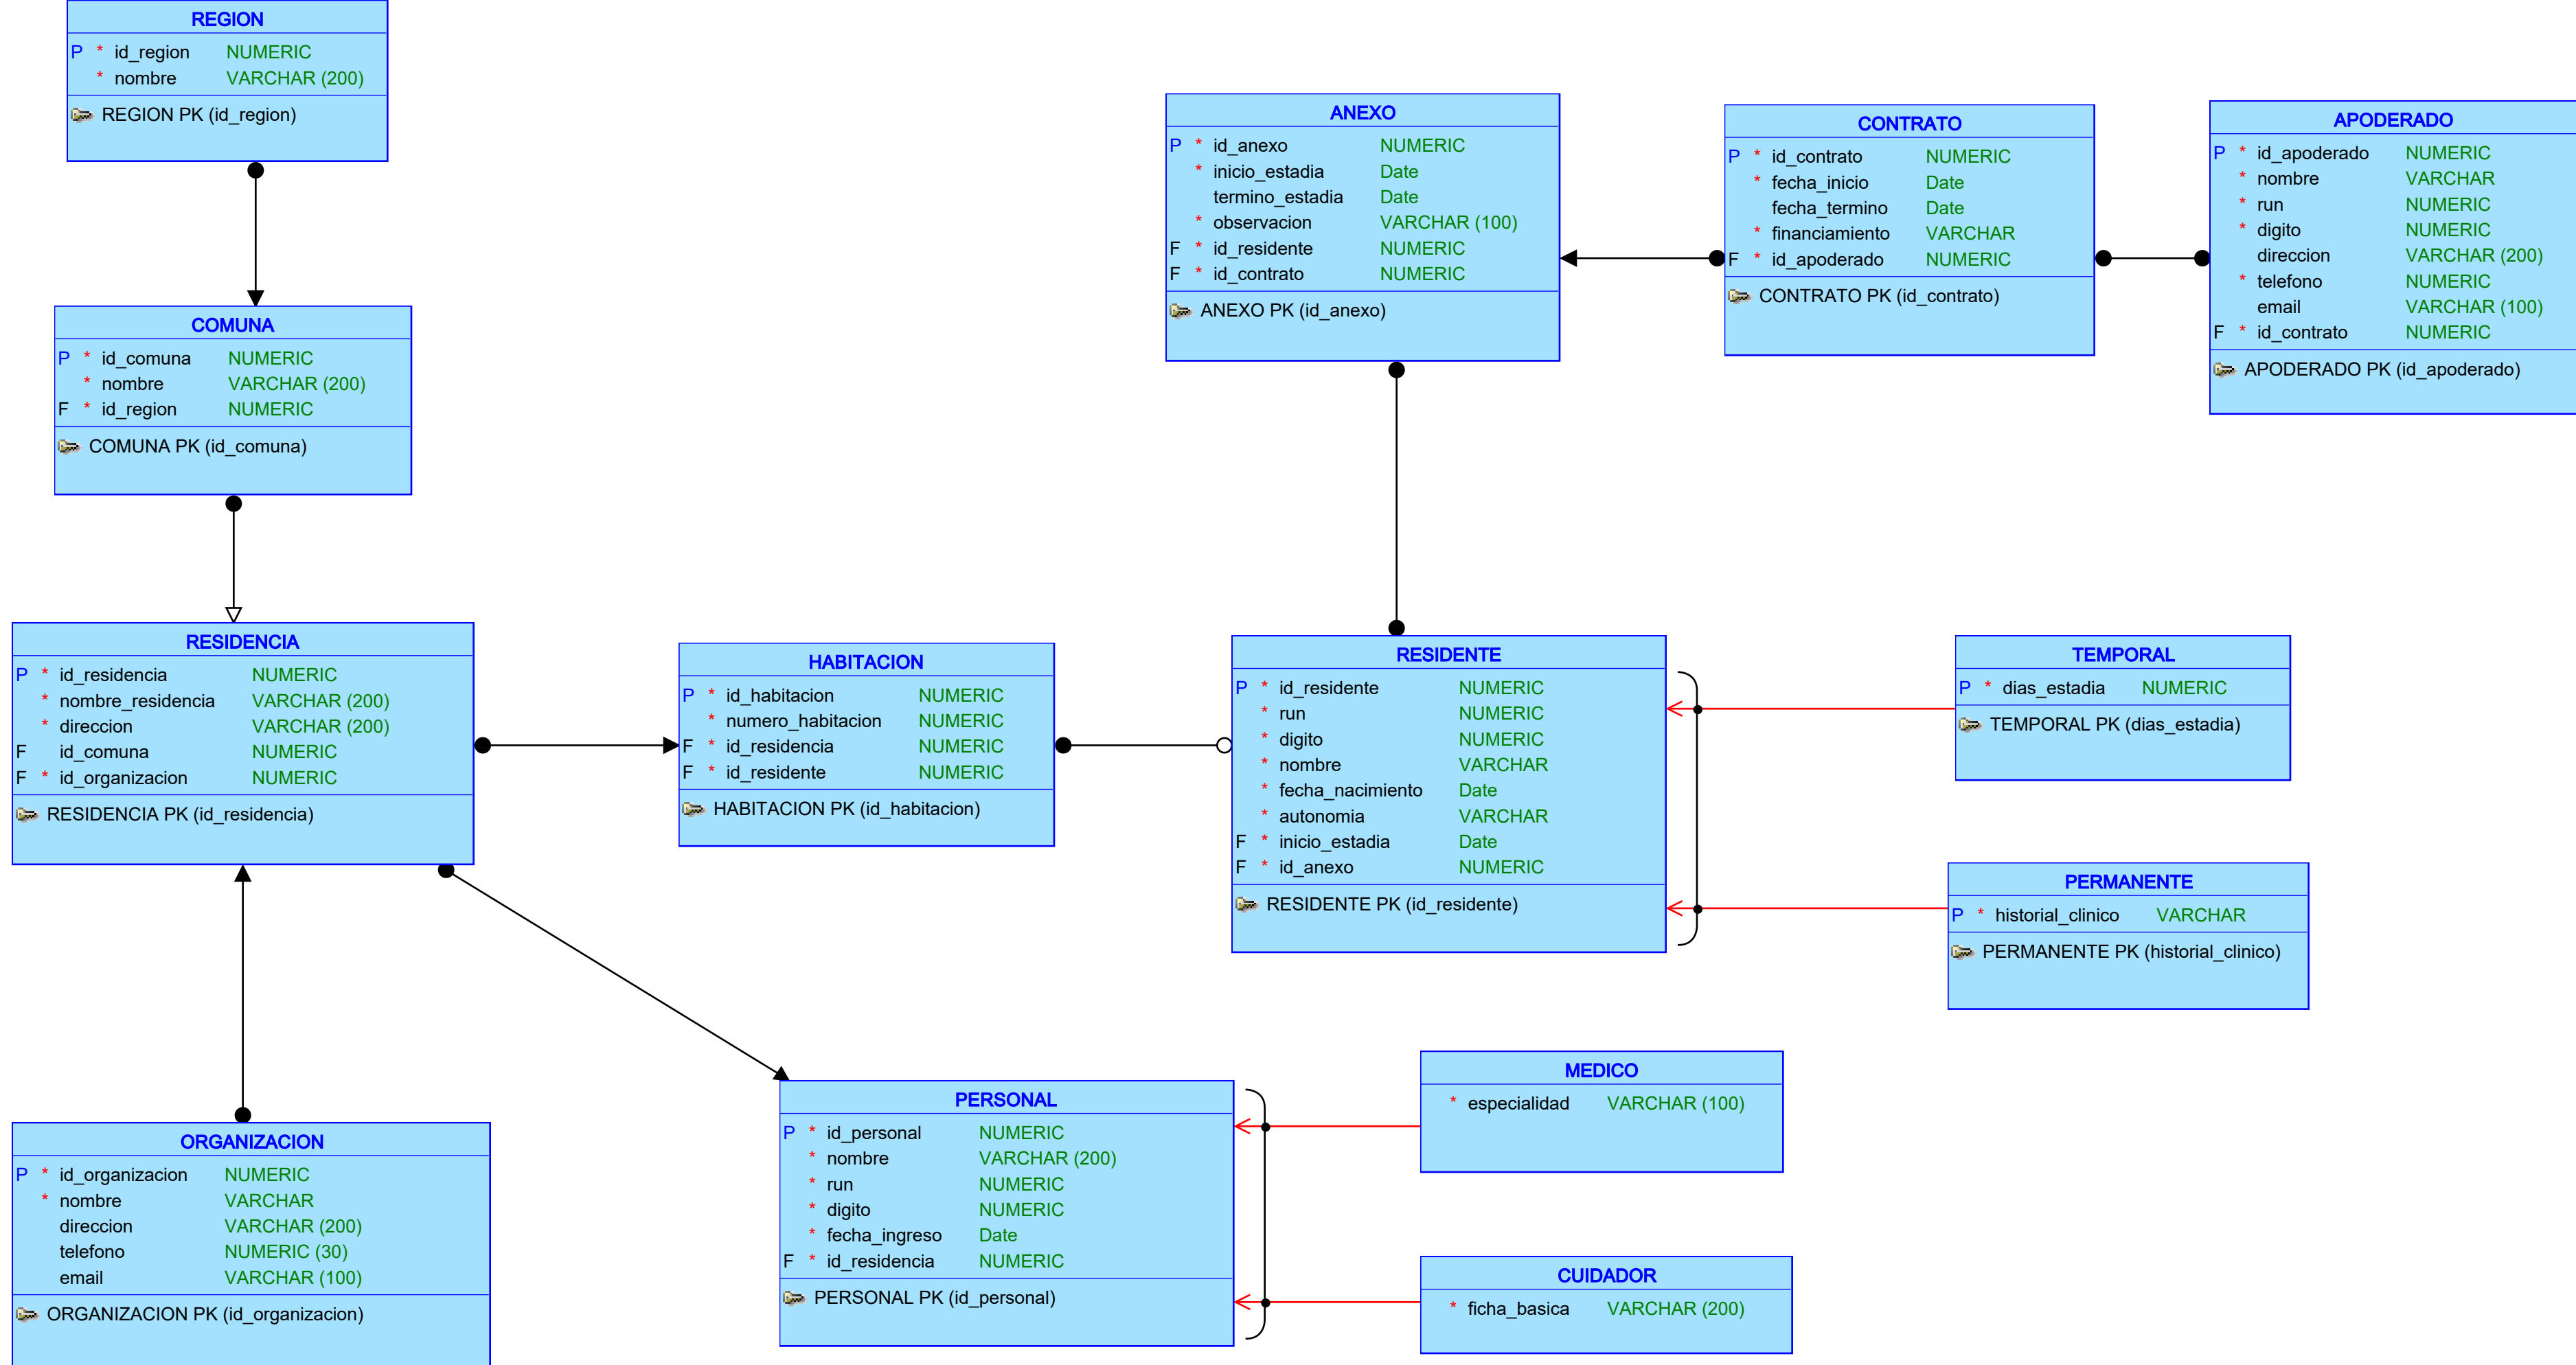 REGION
P * id_region NUMERIC
* nombre VARCHAR (200)
REGION PK (id_region)
ANEXO
P * id_anexo NUMERIC
* inicio_estadia Date
termino_estadia Date
* observacion VARCHAR (100)
F * id_residente NUMERIC
F * id_contrato NUMERIC
ANEXO PK (id_anexo)
CONTRATO
P * id_contrato NUMERIC
* fecha_inicio Date
fecha_termino Date
* financiamiento VARCHAR
F * id_apoderado NUMERIC
CONTRATO PK (id_contrato)
APODERADO
P * id_apoderado NUMERIC
* nombre VARCHAR
* run NUMERIC
* digito NUMERIC
direccion VARCHAR (200)
* telefono NUMERIC
email VARCHAR (100)
F * id_contrato NUMERIC
APODERADO PK (id_apoderado)
COMUNA
P * id_comuna NUMERIC
* nombre VARCHAR (200)
F * id_region NUMERIC
COMUNA PK (id_comuna)
RESIDENCIA
P * id_residencia NUMERIC
* nombre_residencia VARCHAR (200)
* direccion VARCHAR (200)
F id_comuna NUMERIC
F * id_organizacion NUMERIC
RESIDENCIA PK (id_residencia)
HABITACION
P * id_habitacion NUMERIC
* numero_habitacion NUMERIC
F * id_residencia NUMERIC
F * id_residente NUMERIC
HABITACION PK (id_habitacion)
RESIDENTE
P * id_residente NUMERIC
* run NUMERIC
* digito NUMERIC
* nombre VARCHAR
* fecha_nacimiento Date
* autonomia VARCHAR
F * inicio_estadia Date
F * id_anexo NUMERIC
RESIDENTE PK (id_residente)
TEMPORAL
P * dias_estadia NUMERIC
TEMPORAL PK (dias_estadia)
PERMANENTE
P * historial_clinico VARCHAR
PERMANENTE PK (historial_clinico)
ORGANIZACION
P * id_organizacion NUMERIC
* nombre VARCHAR
direccion VARCHAR (200)
telefono NUMERIC (30)
email VARCHAR (100)
ORGANIZACION PK (id_organizacion)
PERSONAL
P * id_personal NUMERIC
* nombre VARCHAR (200)
* run NUMERIC
* digito NUMERIC
* fecha_ingreso Date
F * id_residencia NUMERIC
PERSONAL PK (id_personal)
MEDICO
* especialidad VARCHAR (100)
CUIDADOR
* ficha_basica VARCHAR (200)